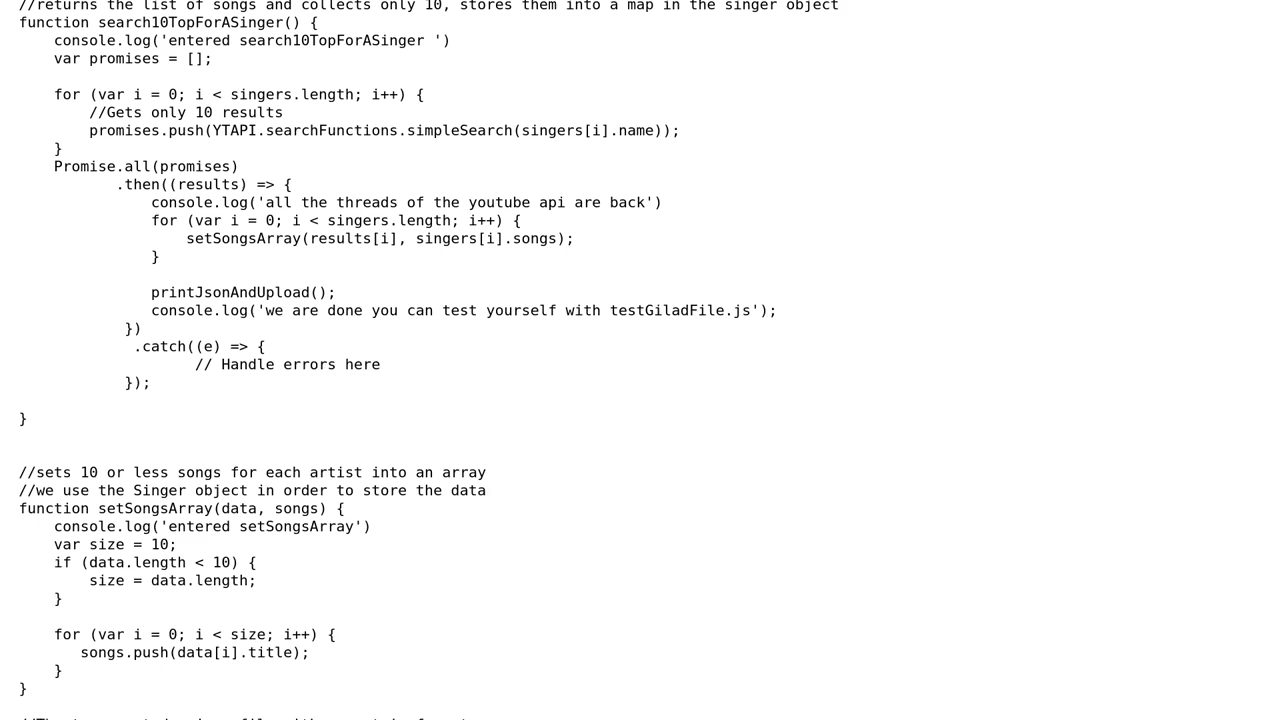 //returns the list of songs and collects only 10, stores them into a map in the singer object
function search10TopForASinger() {
    console.log('entered search10TopForASinger ')
    var promises = [];

    for (var i = 0; i < singers.length; i++) {
        //Gets only 10 results
        promises.push(YTAPI.searchFunctions.simpleSearch(singers[i].name));
    }
    Promise.all(promises)
           .then((results) => {
               console.log('all the threads of the youtube api are back')
               for (var i = 0; i < singers.length; i++) {
                   setSongsArray(results[i], singers[i].songs);
               }

               printJsonAndUpload();
               console.log('we are done you can test yourself with testGiladFile.js');
            })
             .catch((e) => {
                    // Handle errors here
            });

}


//sets 10 or less songs for each artist into an array
//we use the Singer object in order to store the data
function setSongsArray(data, songs) {
    console.log('entered setSongsArray')
    var size = 10;
    if (data.length < 10) {
        size = data.length;
    }

    for (var i = 0; i < size; i++) {
       songs.push(data[i].title);
    }
}